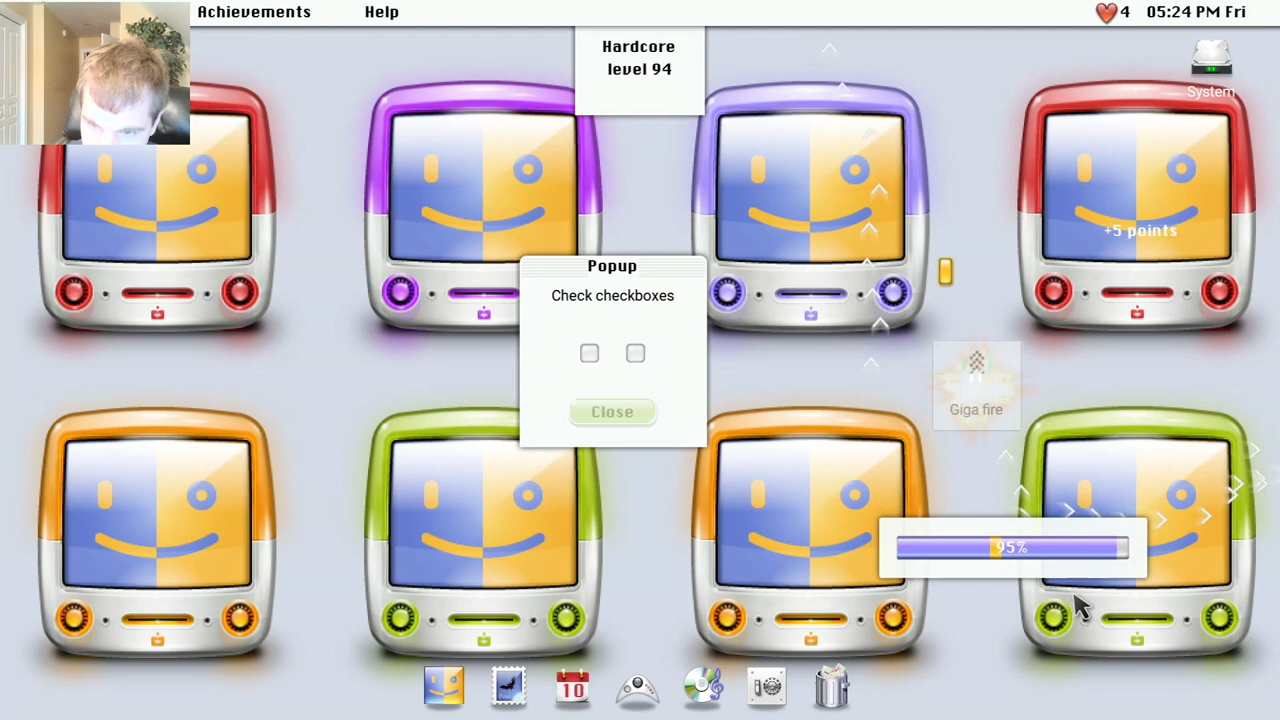 Achievements Help 4 05:24 PM Fri
Hardcore
level 94
System
+5 points
Popup
Check checkboxes
Close
Giga fire
95%
10